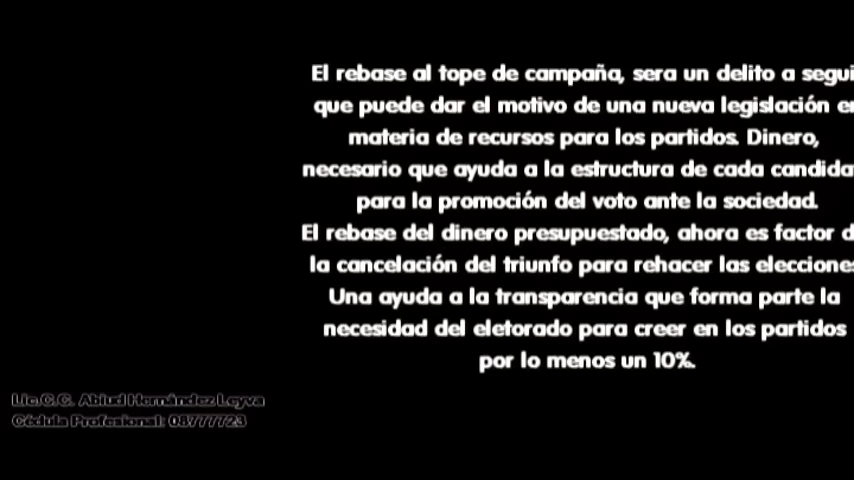 El rebase al tope de campaña, sera un delito a segui
que puede dar el motivo de una nueva legislación en
materia de recursos para los partidos. Dinero,
necesario que ayuda a la estructura de cada candida
para la promoción del voto ante la sociedad.
El rebase del dinero presupuestado, ahora es factor d
la cancelación del triunfo para rehacer las elecciones
Una ayuda a la transparencia que forma parte la
necesidad del eletorado para creer en los partidos
por lo menos un 10%.
Lic.C.C. Abiud Hernández Leyva
Cédula Profesional: 08777723